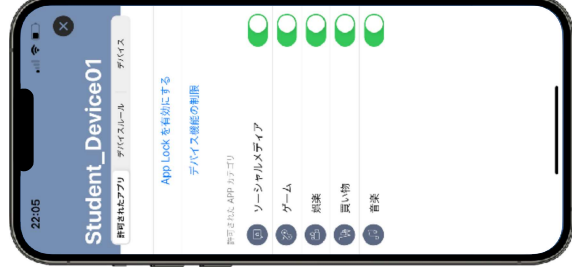 22:05
Student_Device01
許可されたアプリ
デバイスルール
デバイス
App Lock を有効にする
デバイス機能の制限
許可された APP カテゴリ
ソーシャルメディア
ゲーム
娯楽
買い物
音楽